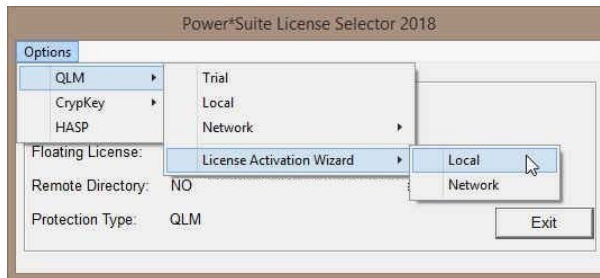 Power*Suite License Selector 2018
Options
QLM
CrypKey
HASP
Trial
Local
Network
License Activation Wizard
Local
Network
Floating License:
Remote Directory: NO
Protection Type: QLM
Exit